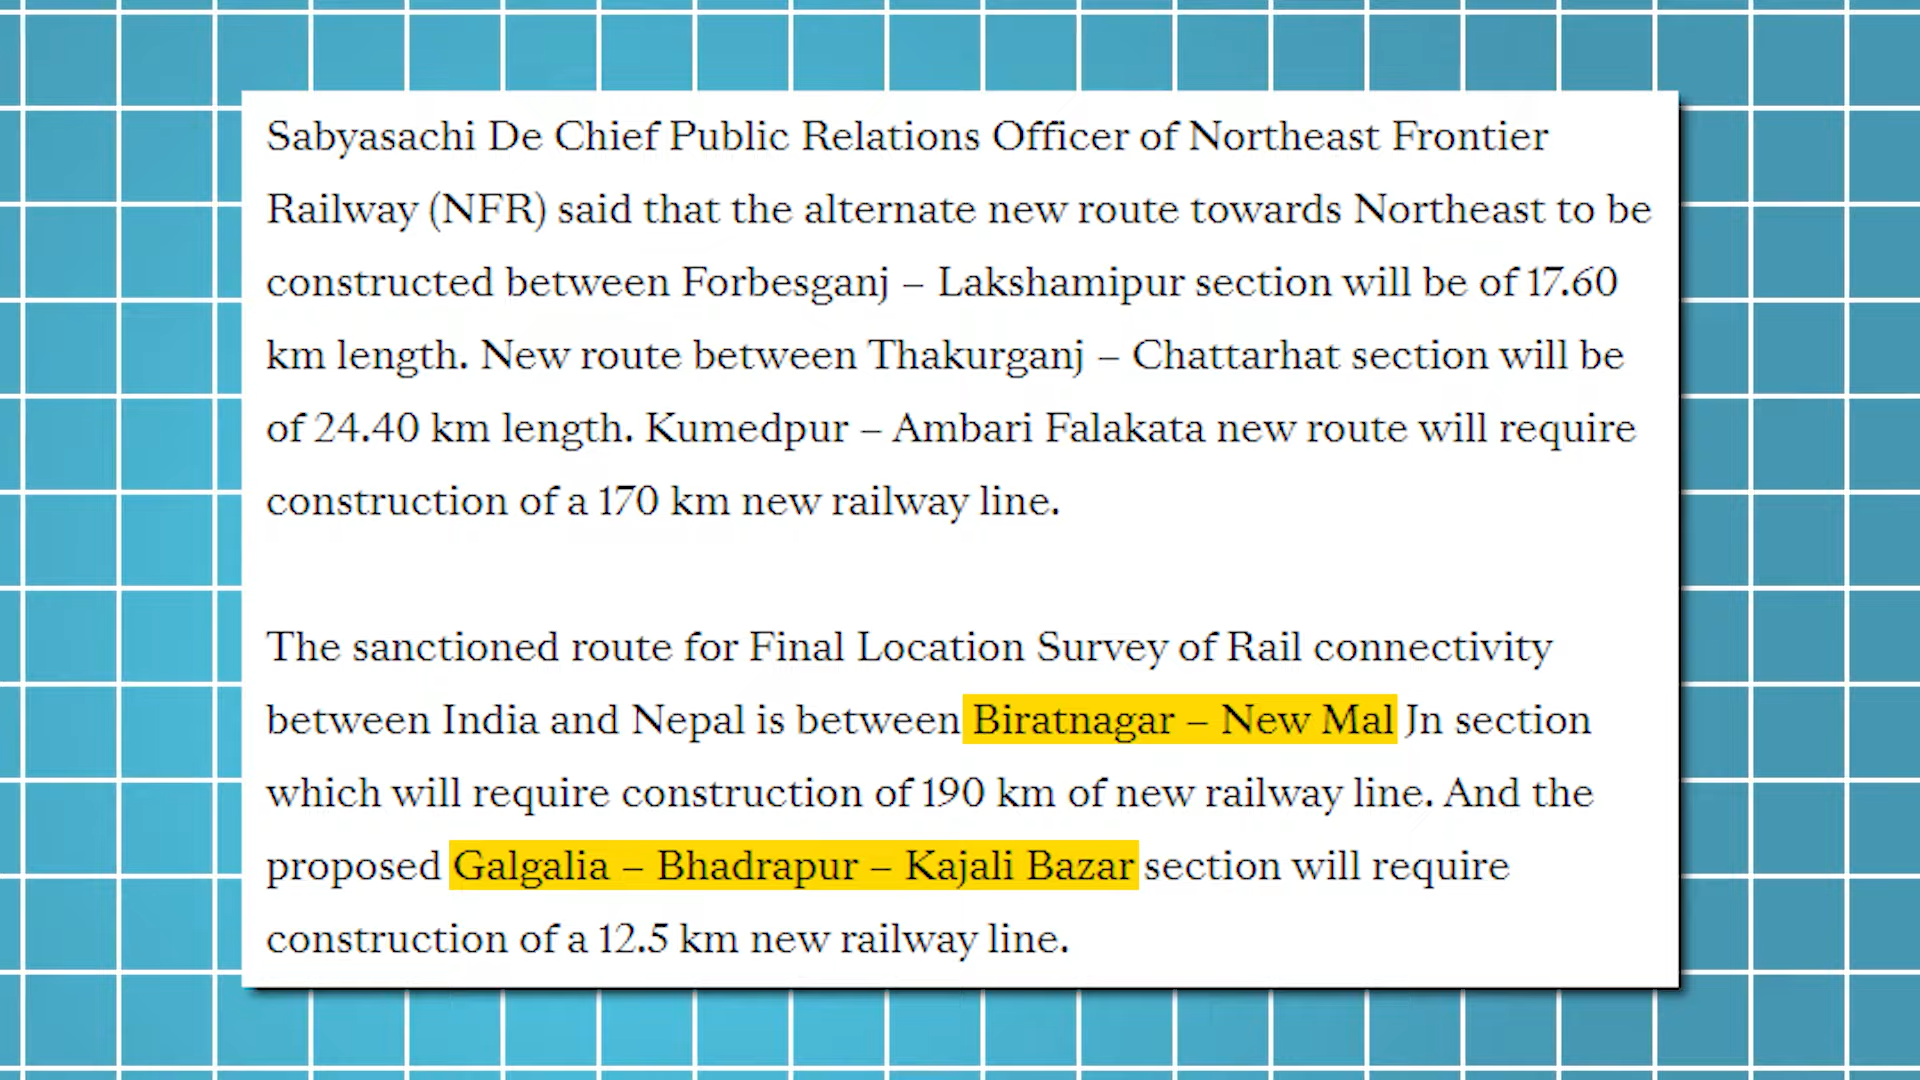 Sabyasachi De Chief Public Relations Officer of Northeast Frontier
Railway (NFR) said that the alternate new route towards Northeast to be
constructed between Forbesganj – Lakshamipur section will be of 17.60
km length. New route between Thakurganj – Chattarhat section will be
of 24.40 km length. Kumedpur – Ambari Falakata new route will require
construction of a 170 km new railway line.
The sanctioned route for Final Location Survey of Rail connectivity
between India and Nepal is between Biratnagar – New Mal Jn section
which will require construction of 190 km of new railway line. And the
proposed Galgalia – Bhadrapur – Kajali Bazar section will require
construction of a 12.5 km new railway line.